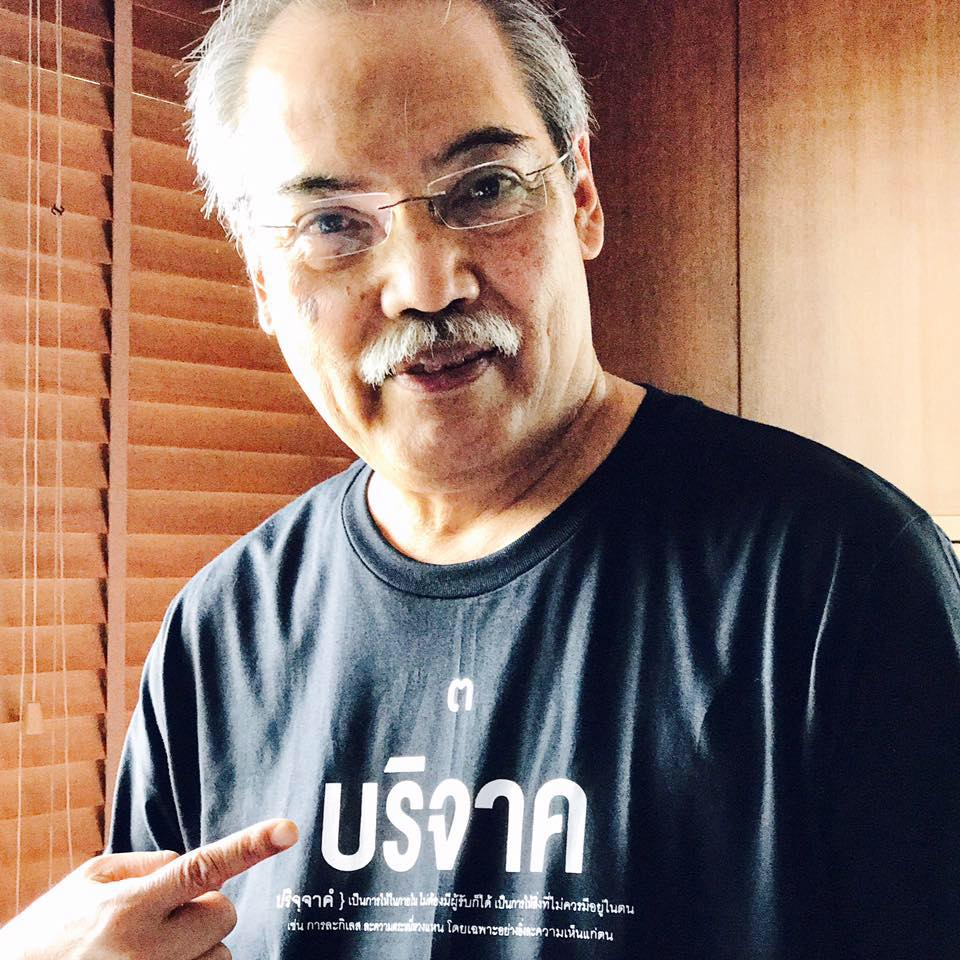 ๓
บริจาค
ปริจฺจาคํ } เป็นการให้ในภายใน ไม่ต้องมีผู้รับก็ได้ เป็นการให้สิ่งที่ไม่ควรมีอยู่ในตน
เช่น การละกิเลส ละความตระหนี่หวงแหน โดยเฉพาะอย่างยิ่งละความเห็นแก่ตน